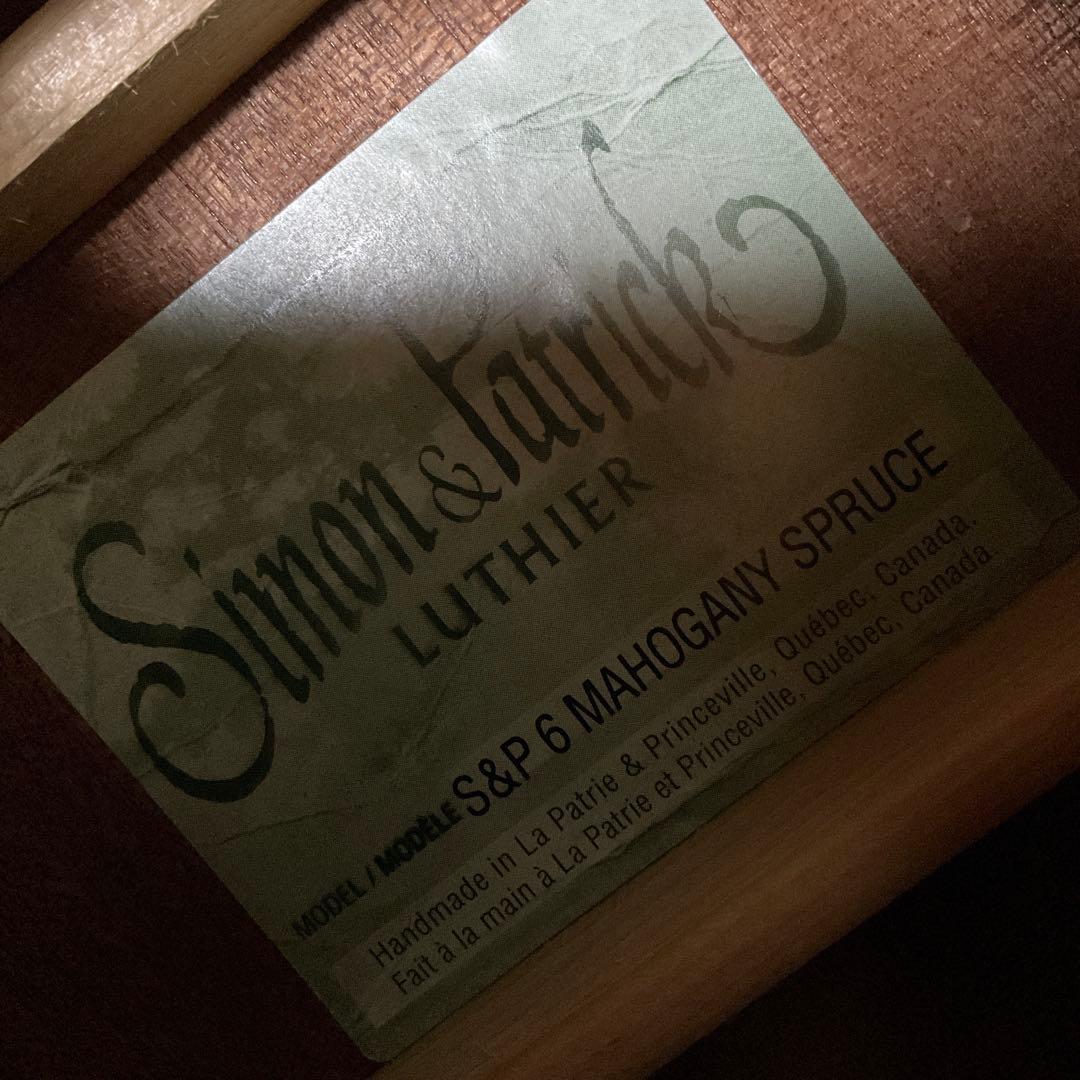 Simon & Patrick
LUTHIER
MODEL / MODÈLE S&P 6 MAHOGANY SPRUCE
Handmade in La Patrie & Princeville, Québec, Canada.
Fait à la main à La Patrie et Princeville, Québec, Canada.